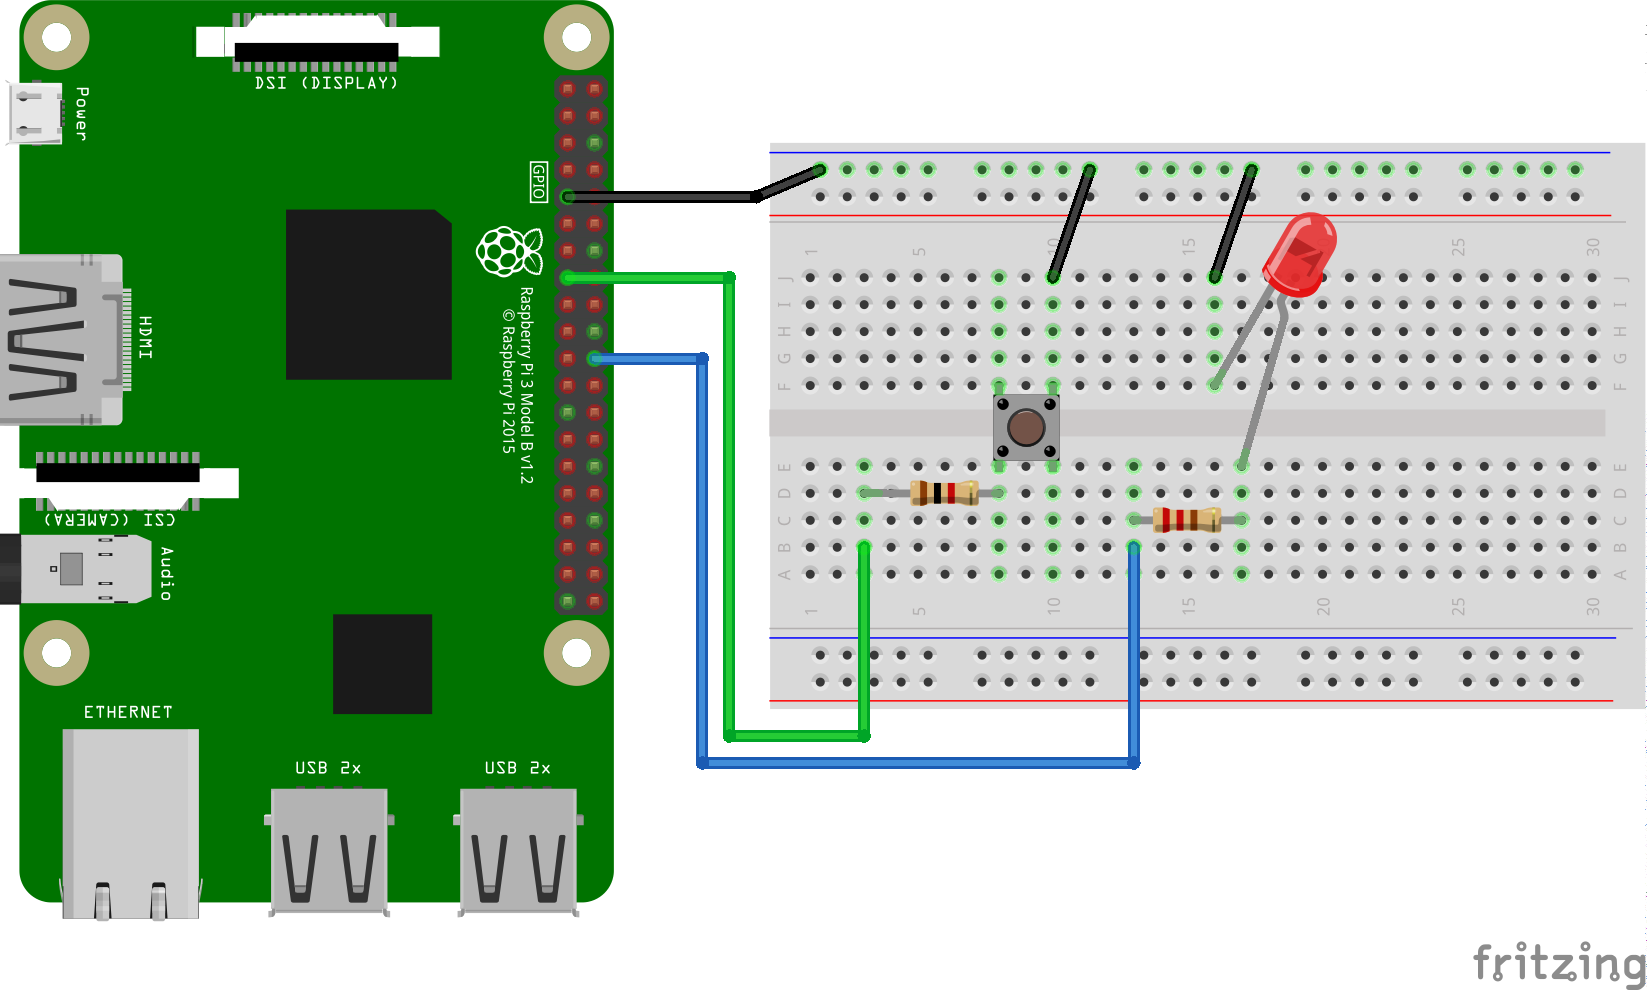 DSI (DISPLAY)
Power
GPIO
HDMI
Raspberry Pi 3 Model B v1.2
© Raspberry Pi 2015
CSI (CAMERA)
Audio
ETHERNET
USB 2x
USB 2x
1 5 10 15 25 30
J J
I I
H H
G G
F F
E E
D D
C C
B B
A A
1 5 10 15 20 25 30
fritzing